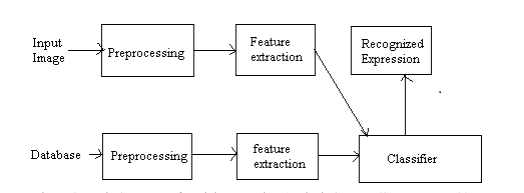 Input
Image
Preprocessing
Feature
extraction
Recognized
Expression
Database
Preprocessing
feature
extraction
Classifier